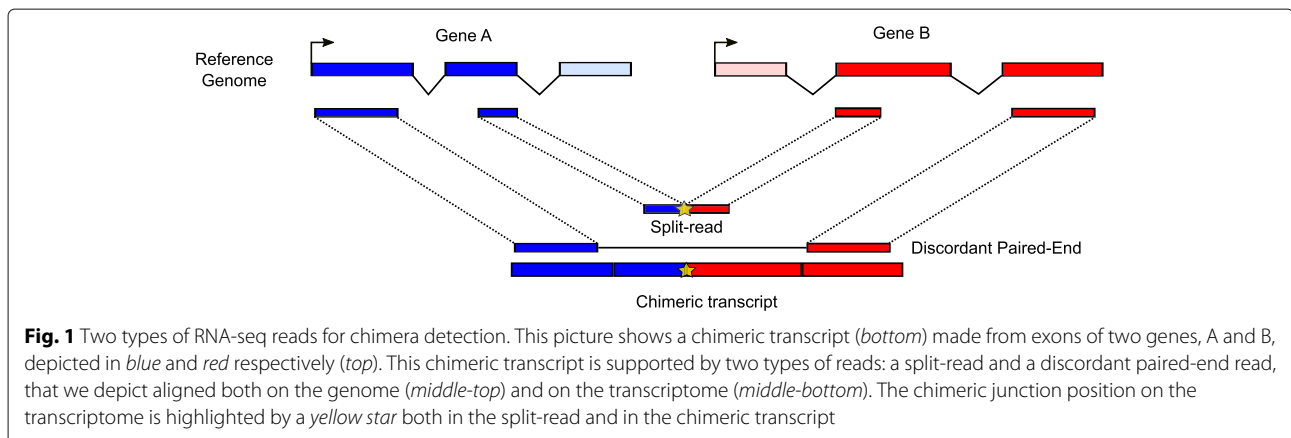 Gene A
Gene B
Reference
Genome
Split-read
Discordant Paired-End
Chimeric transcript
Fig. 1 Two types of RNA-seq reads for chimera detection. This picture shows a chimeric transcript (bottom) made from exons of two genes, A and B,
depicted in blue and red respectively (top). This chimeric transcript is supported by two types of reads: a split-read and a discordant paired-end read,
that we depict aligned both on the genome (middle-top) and on the transcriptome (middle-bottom). The chimeric junction position on the
transcriptome is highlighted by a yellow star both in the split-read and in the chimeric transcript